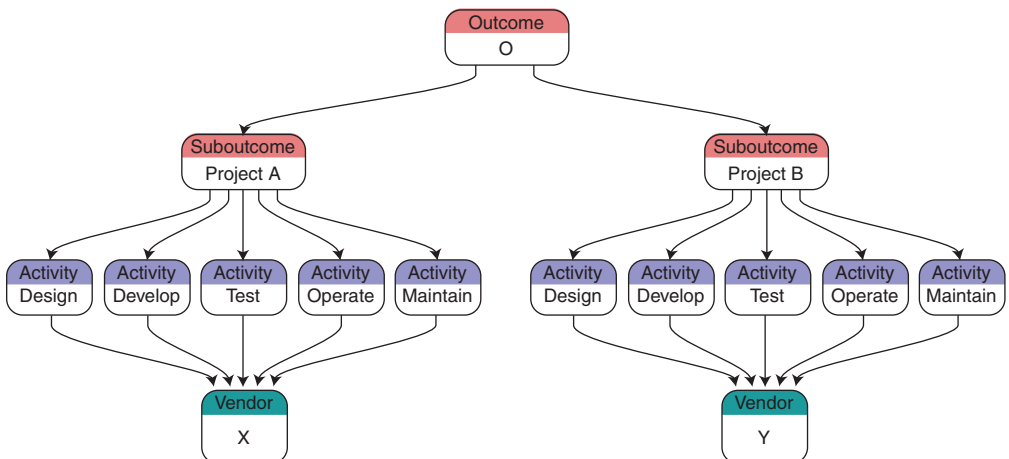 Outcome
O
Suboutcome
Project A
Suboutcome
Project B
Activity
Design
Activity
Develop
Activity
Test
Activity
Operate
Activity
Maintain
Activity
Design
Activity
Develop
Activity
Test
Activity
Operate
Activity
Maintain
Vendor
X
Vendor
Y